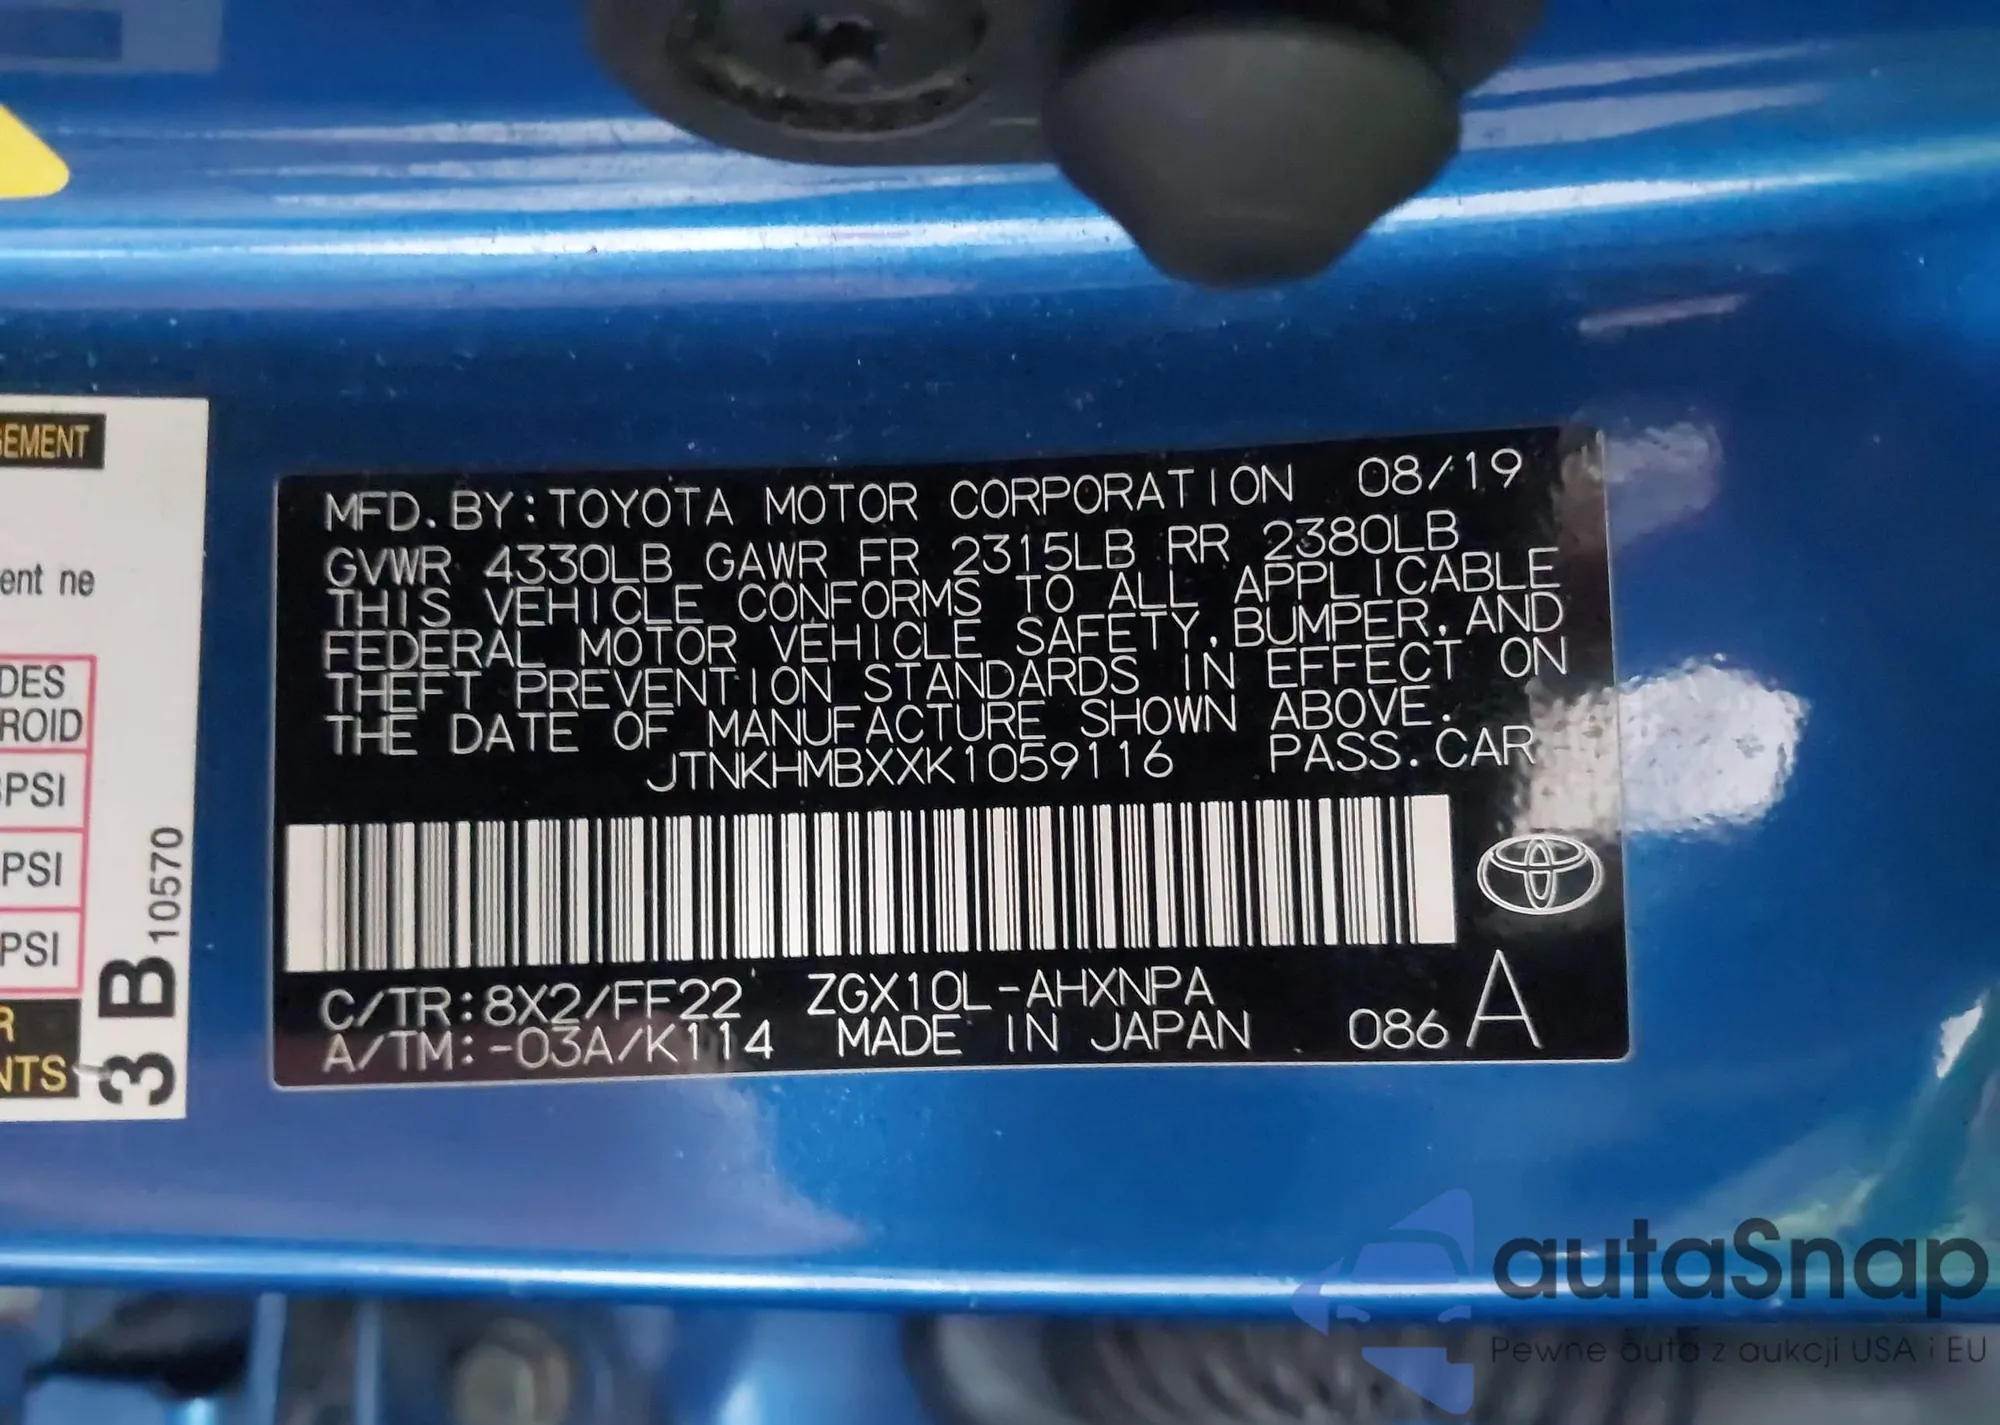 GEMENT
ent ne
DES
ROID
PSI
PSI
PSI
R
NTS
3 B 10570
MFD. BY: TOYOTA MOTOR CORPORATION 08/19
GVWR 4330LB GAWR FR 2315LB RR 2380LB
THIS VEHICLE CONFORMS TO ALL APPLICABLE
FEDERAL MOTOR VEHICLE SAFETY, BUMPER, AND
THEFT PREVENTION STANDARDS IN EFFECT ON
THE DATE OF MANUFACTURE SHOWN ABOVE.
JTNKHMBXXK1059116 PASS. CAR
C/TR: 8X2/FF22 ZGX10L-AHXNPA
A/TM: -03A/K114 MADE IN JAPAN 086 A
autaSnap
Pewne auta z aukcji USA i EU